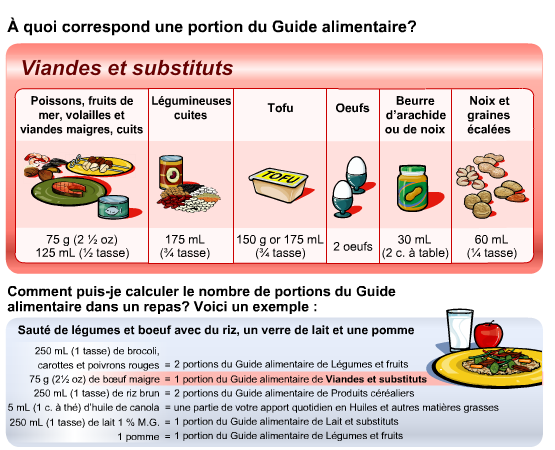 À quoi correspond une portion du Guide alimentaire?
Viandes et substituts
Poissons, fruits de
mer, volailles et
viandes maigres, cuits
75 g (2 ½ oz)
125 mL (½ tasse)
Légumineuses
cuites
175 mL
(¾ tasse)
Tofu
TOFU
150 g or 175 mL
(¾ tasse)
Oeufs
2 oeufs
Beurre
d'arachide
ou de noix
30 mL
(2 c. à table)
Noix et
graines
écalées
60 mL
(¼ tasse)
Comment puis-je calculer le nombre de portions du Guide
alimentaire dans un repas? Voici un exemple :
Sauté de légumes et boeuf avec du riz, un verre de lait et une pomme
250 mL (1 tasse) de brocoli,
carottes et poivrons rouges = 2 portions du Guide alimentaire de Légumes et fruits
75 g (2½ oz) de bœuf maigre = 1 portion du Guide alimentaire de Viandes et substituts
250 mL (1 tasse) de riz brun = 2 portions du Guide alimentaire de Produits céréaliers
5 mL (1 c. à thé) d'huile de canola = une partie de votre apport quotidien en Huiles et autres matières grasses
250 mL (1 tasse) de lait 1 % M.G. = 1 portion du Guide alimentaire de Lait et substituts
1 pomme = 1 portion du Guide alimentaire de Légumes et fruits